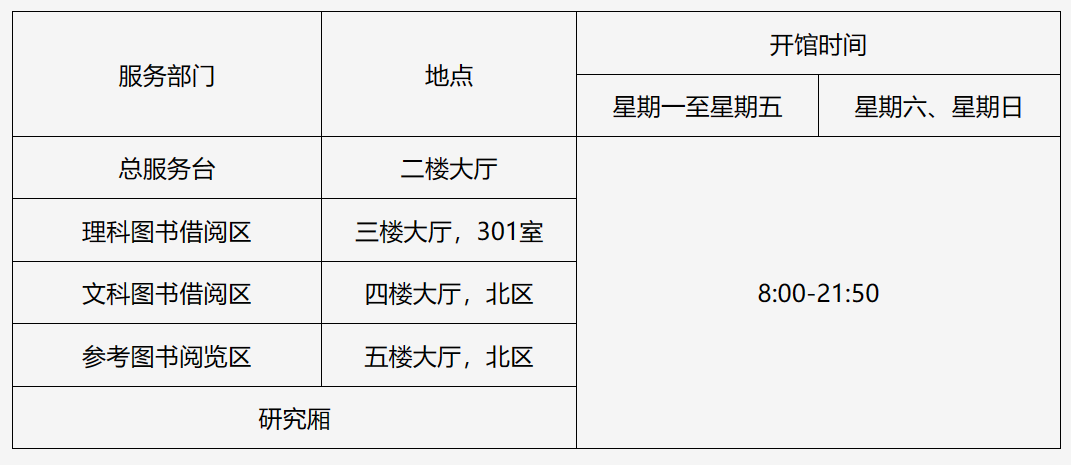 服务部门
地点
开馆时间
星期一至星期五
星期六、星期日
总服务台
二楼大厅
8:00-21:50
理科图书借阅区
三楼大厅，301室
文科图书借阅区
四楼大厅，北区
参考图书阅览区
五楼大厅，北区
研究厢